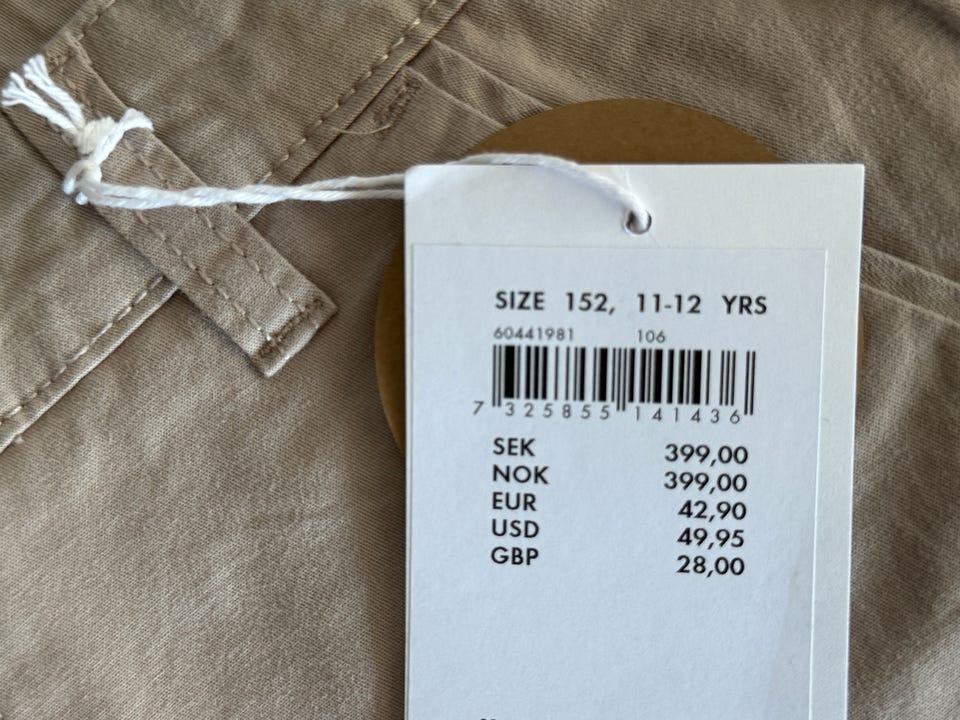 SIZE 152, 11-12 YRS
60441981 106
7 325855 141436
SEK 399,00
NOK 399,00
EUR 42,90
USD 49,95
GBP 28,00